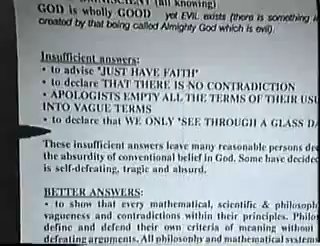 (all knowing)
GOD is wholly GOOD yet EVIL exists (there is something
created by that being called Almighty God which is evil).
Insufficient answers:
• to advise "JUST HAVE FAITH"
• to declare THAT THERE IS NO CONTRADICTION
• APOLOGISTS EMPTY ALL THE TERMS OF THEIR
INTO VAGUE TERMS
• to declare that WE ONLY "SEE THROUGH A GLASS
These insufficient answers leave many reasonable persons
the absurdity of conventional belief in God. Some have
is self-defeating, tragic and absurd.
BETTER ANSWERS:
• to show that every mathematical, scientific &
vagueness and contradictions within their principles.
define and defend their own criteria of meaning without
defeating arguments. All philosophy and mathematical